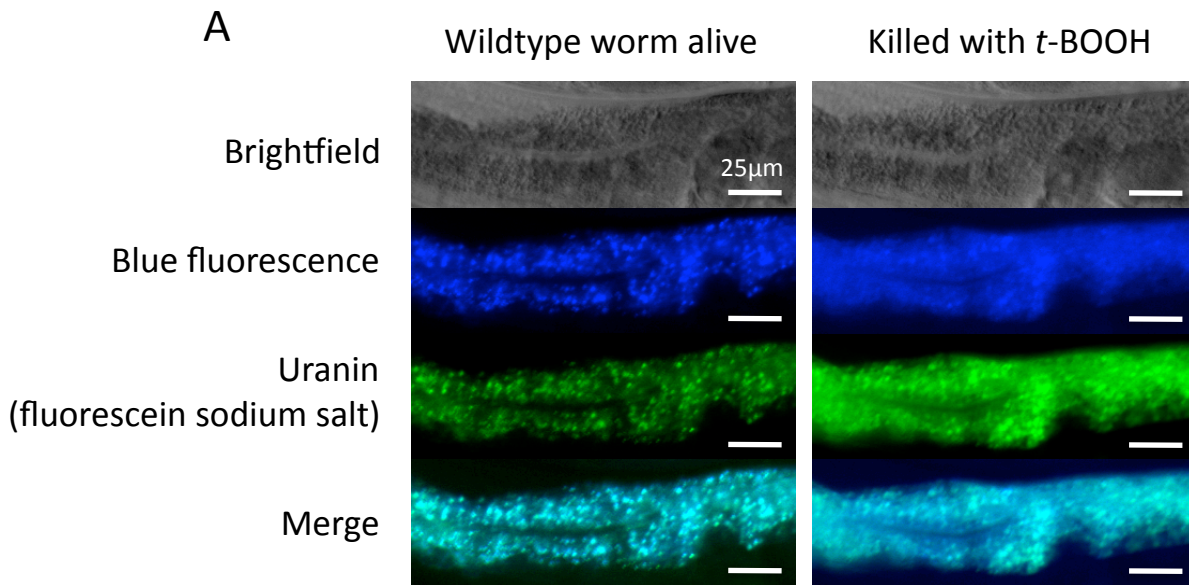 A
Wildtype worm alive
Killed with t-BOOH
Brightfield
25µm
Blue fluorescence
Uranin
(fluorescein sodium salt)
Merge